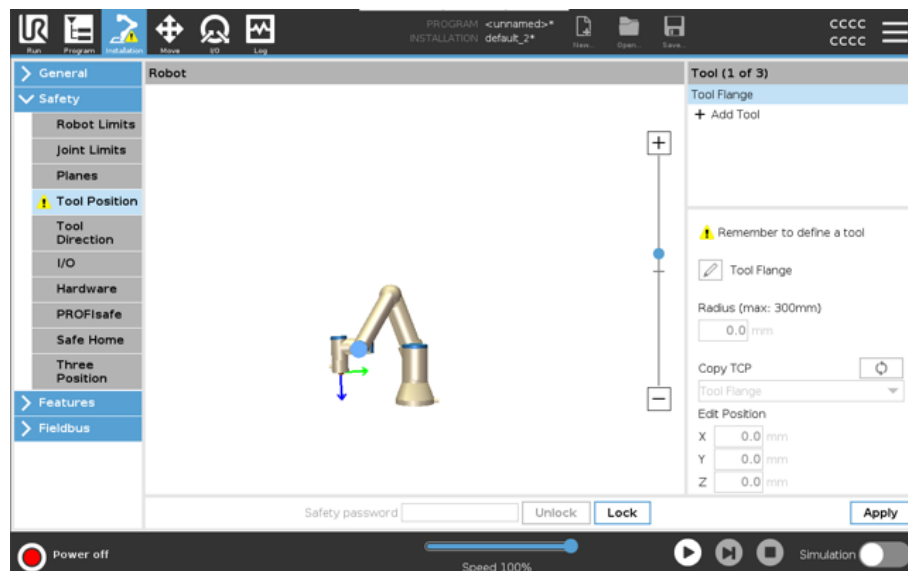 PROGRAM <unnamed>*
INSTALLATION default_2*
cccc
cccc
Run
Program
Installation
Move
I/O
Log
New...
Open...
Save...
General
Safety
Robot Limits
Joint Limits
Planes
Tool Position
Tool
Direction
I/O
Hardware
PROFIsafe
Safe Home
Three
Position
Features
Fieldbus
Robot
Tool (1 of 3)
Tool Flange
+ Add Tool
Remember to define a tool
Tool Flange
Radius (max: 300mm)
0.0 mm
Copy TCP
Tool Flange
Edit Position
X 0.0 mm
Y 0.0 mm
Z 0.0 mm
Safety password
Unlock
Lock
Apply
Power off
Speed 100%
Simulation